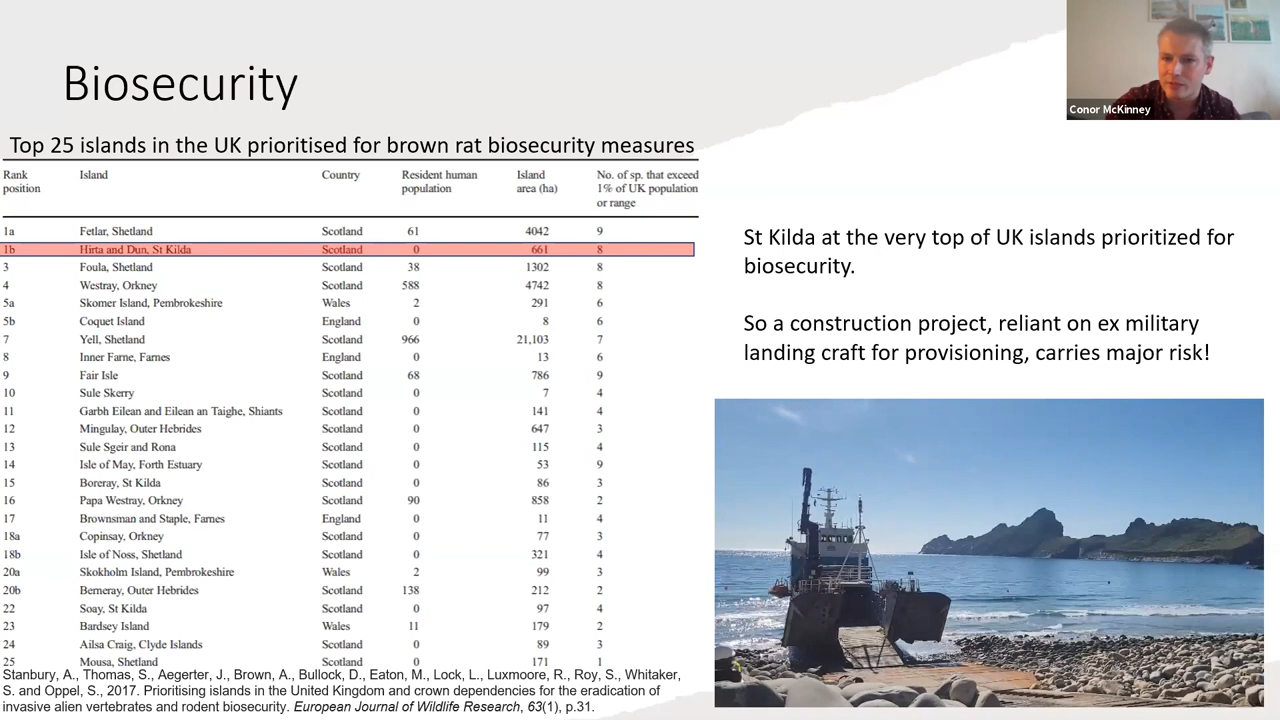 Biosecurity
Conor McKinney
Top 25 islands in the UK prioritised for brown rat biosecurity measures
Rank position Island Country Resident human population Island area (ha) No. of sp. that exceed 1% of UK population or range
1a Fetlar, Shetland Scotland 61 4042 9
1b Hirta and Dun, St Kilda Scotland 0 661 8
3 Foula, Shetland Scotland 38 1302 8
4 Westray, Orkney Scotland 588 4742 8
5a Skomer Island, Pembrokeshire Wales 2 291 6
5b Coquet Island England 0 8 6
7 Yell, Shetland Scotland 966 21,103 7
8 Inner Farne, Farnes England 0 13 6
9 Fair Isle Scotland 68 786 9
10 Sule Skerry Scotland 0 7 4
11 Garbh Eilean and Eilean an Taighe, Shiants Scotland 0 141 4
12 Mingulay, Outer Hebrides Scotland 0 647 3
13 Sule Sgeir and Rona Scotland 0 115 4
14 Isle of May, Forth Estuary Scotland 0 53 9
15 Boreray, St Kilda Scotland 0 86 3
16 Papa Westray, Orkney Scotland 90 858 2
17 Brownsman and Staple, Farnes England 0 11 4
18a Copinsay, Orkney Scotland 0 77 3
18b Isle of Noss, Shetland Scotland 0 321 4
20a Skokholm Island, Pembrokeshire Wales 2 99 3
20b Berneray, Outer Hebrides Scotland 138 212 2
22 Soay, St Kilda Scotland 0 97 4
23 Bardsey Island Wales 11 179 2
24 Ailsa Craig, Clyde Islands Scotland 0 89 3
25 Mousa, Shetland Scotland 0 171 1
Stanbury, A., Thomas, S., Aegerter, J., Brown, A., Bullock, D., Eaton, M., Lock, L., Luxmoore, R., Roy, S., Whitaker,
S. and Oppel, S., 2017. Prioritising islands in the United Kingdom and crown dependencies for the eradication of
invasive alien vertebrates and rodent biosecurity. European Journal of Wildlife Research, 63(1), p.31.
St Kilda at the very top of UK islands prioritized for
biosecurity.
So a construction project, reliant on ex military
landing craft for provisioning, carries major risk!